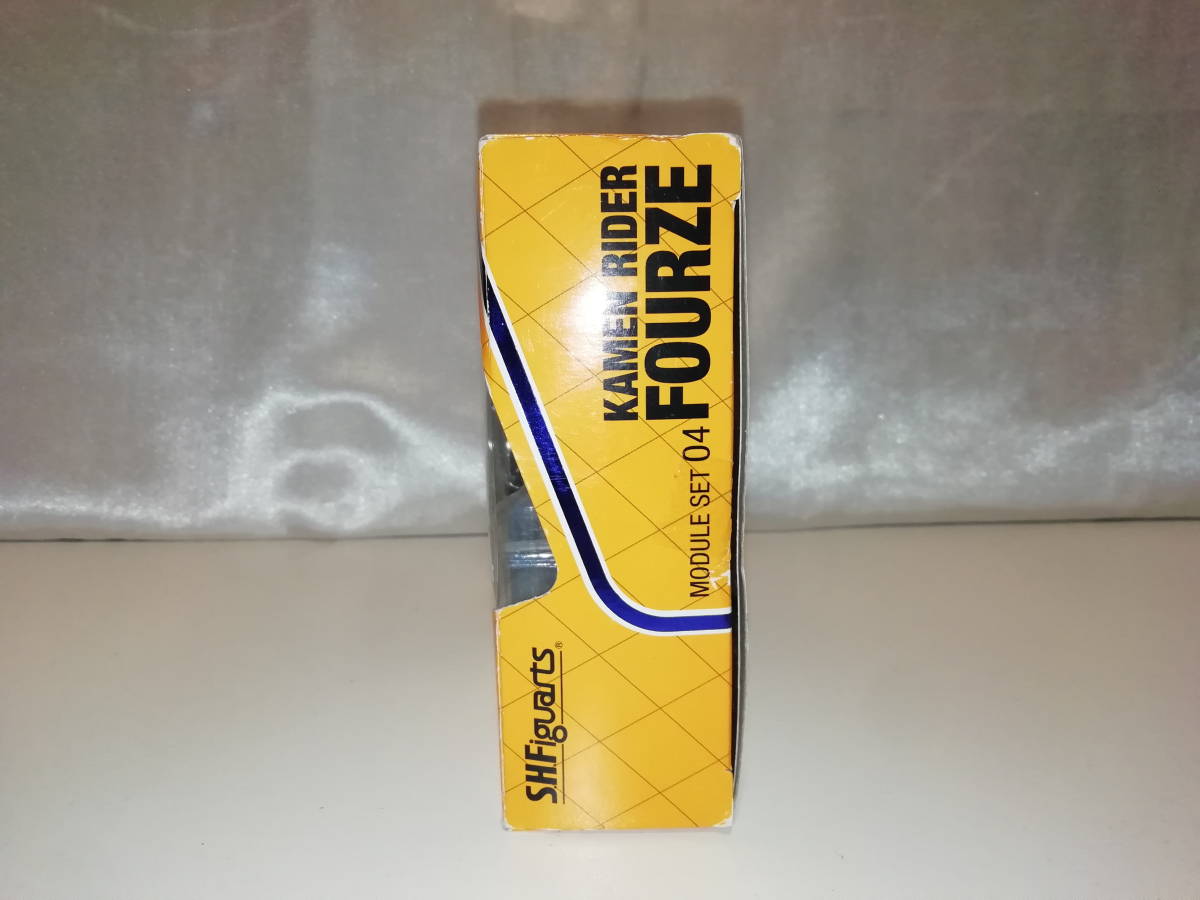 KAMEN RIDER
FOURZE
MODULE SET 04
S.H.Figuarts®